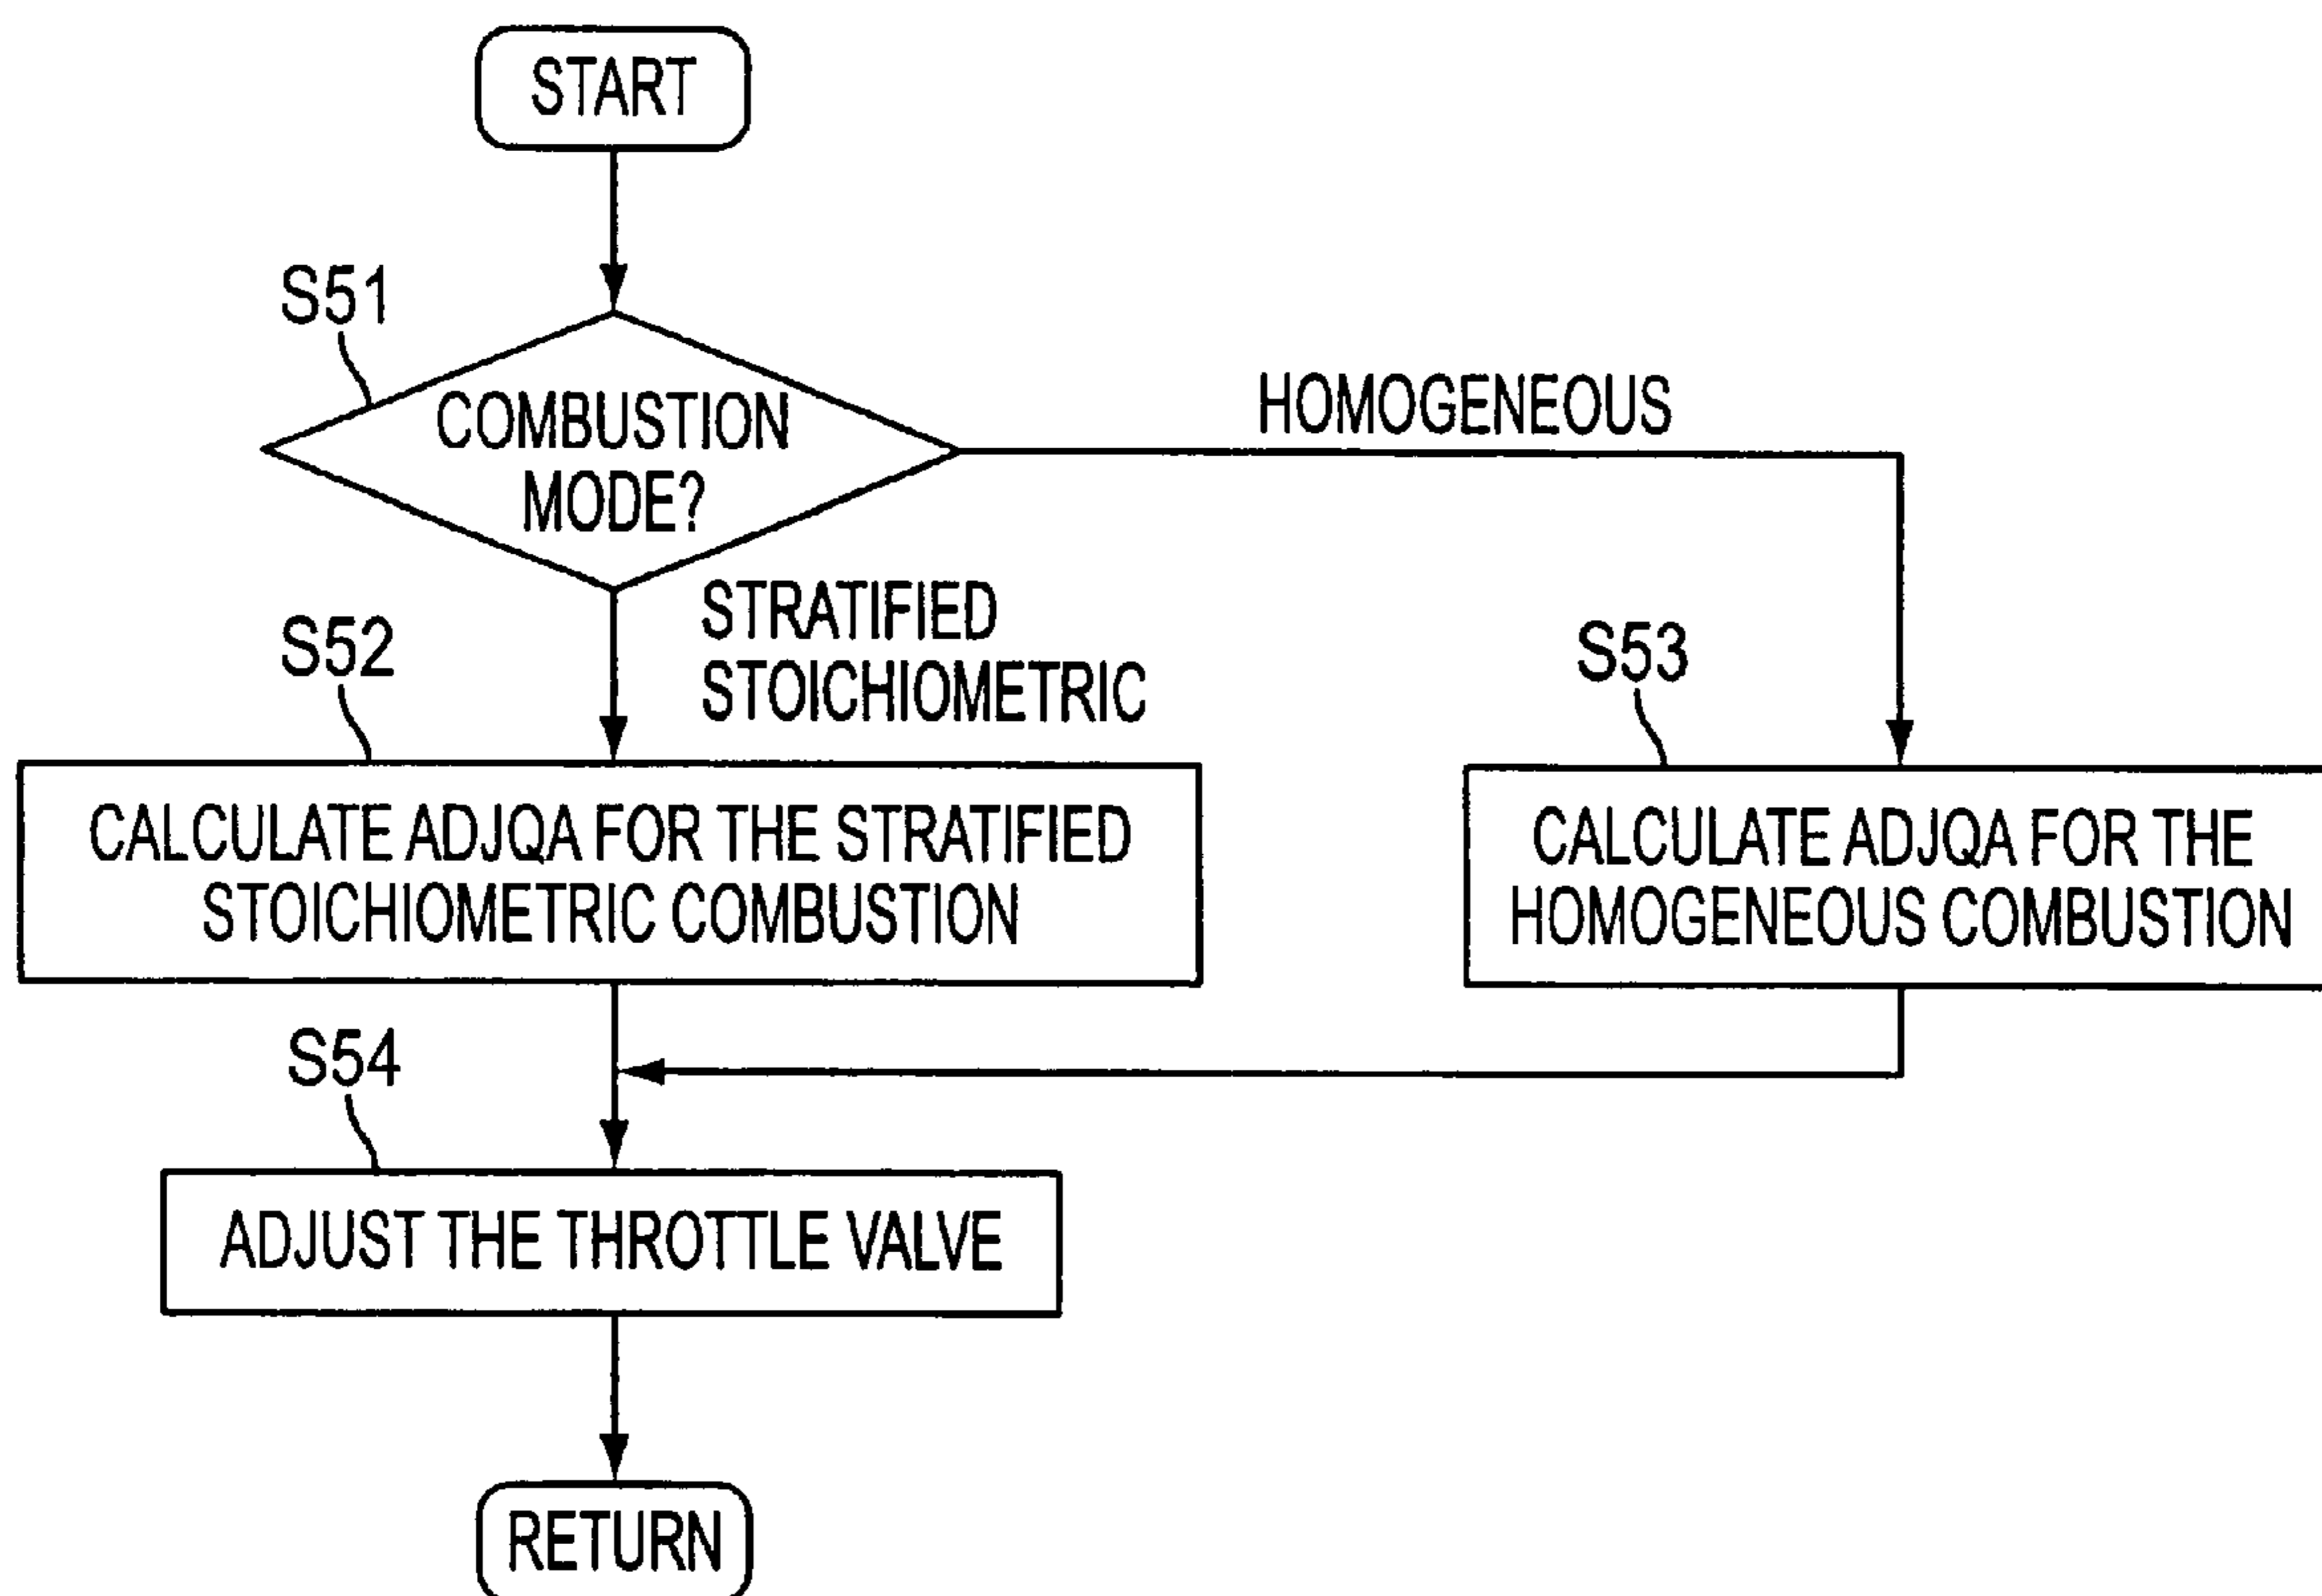 START
S51
COMBUSTION
MODE?
HOMOGENEOUS
STRATIFIED
STOICHIOMETRIC
S52
CALCULATE ADJQA FOR THE STRATIFIED
STOICHIOMETRIC COMBUSTION
S53
CALCULATE ADJQA FOR THE
HOMOGENEOUS COMBUSTION
S54
ADJUST THE THROTTLE VALVE
RETURN